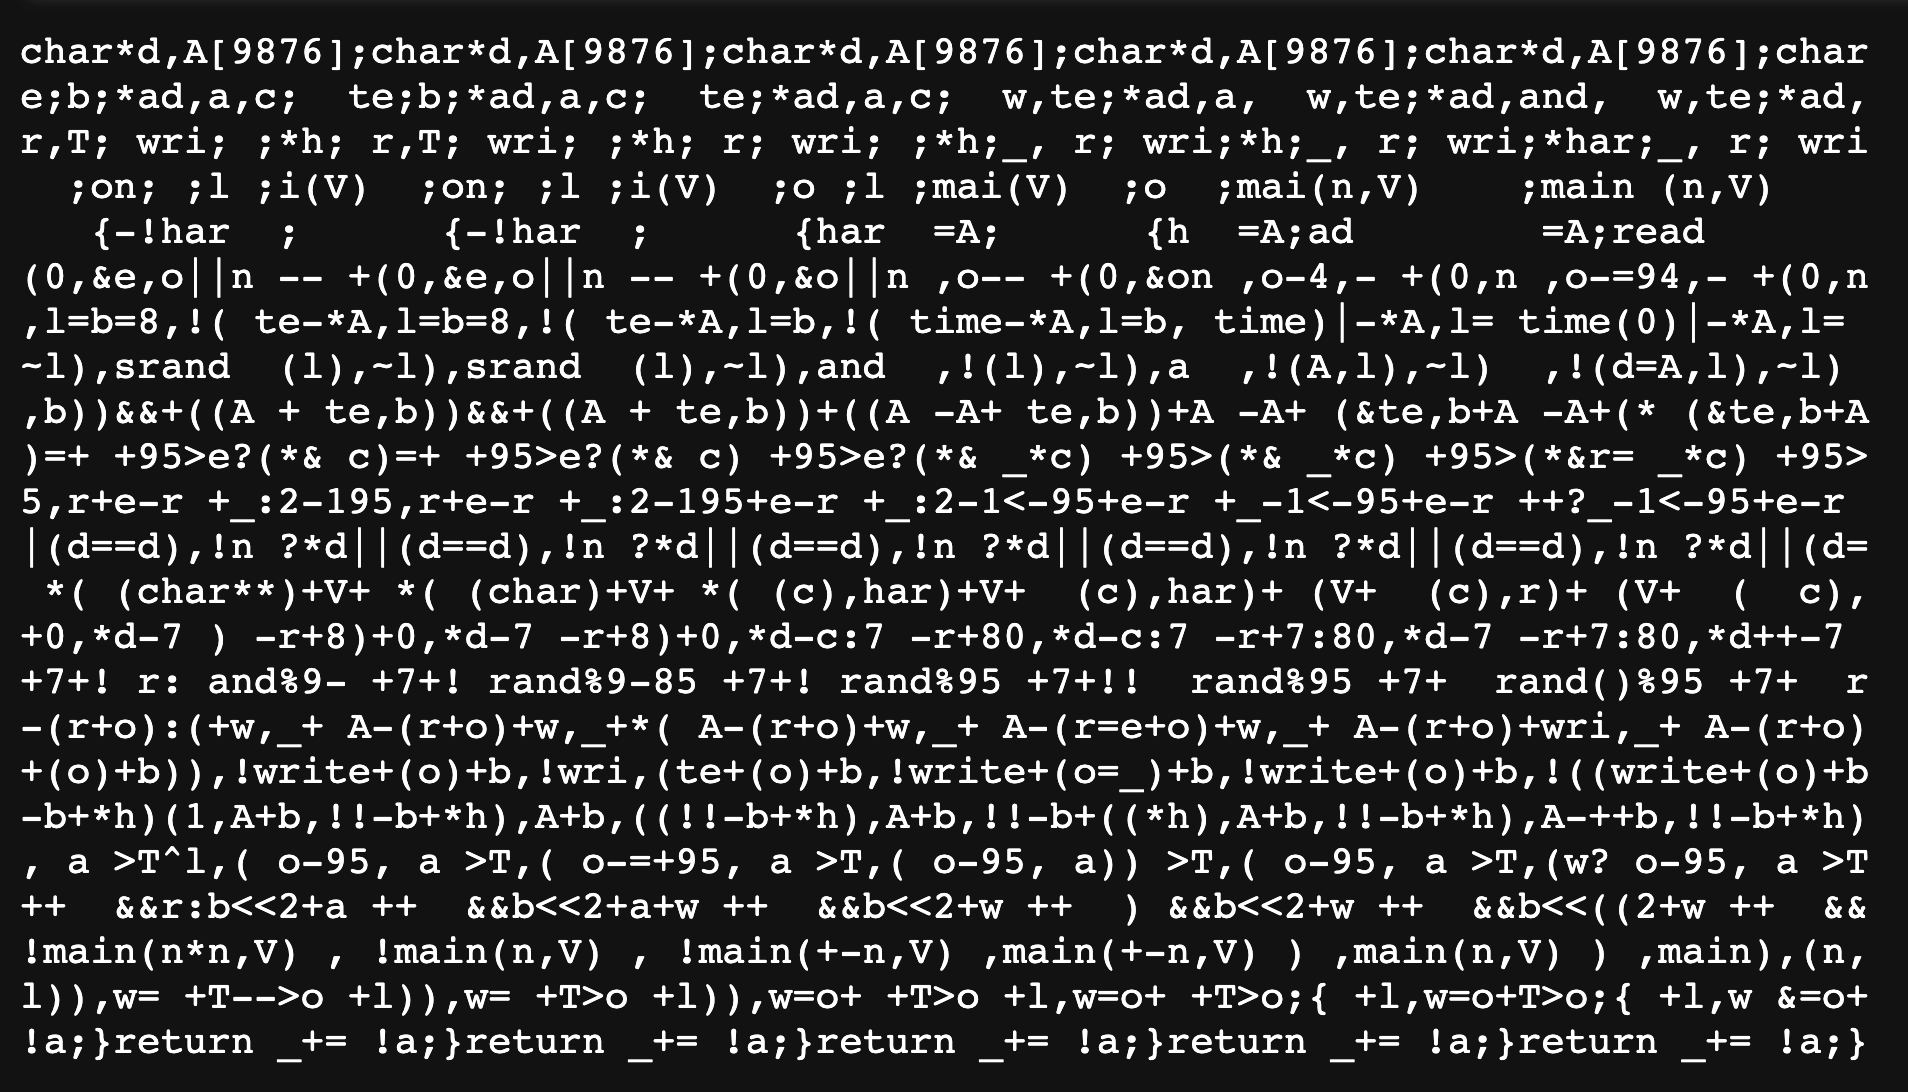 char*d,A[9876];char*d,A[9876];char*d,A[9876];char*d,A[9876];char*d,A[9876];char
e;b;*ad,a,c;  te;b;*ad,a,c;  te;*ad,a,c;  w,te;*ad,a,  w,te;*ad,and,  w,te;*ad,
r,T; wri; ;*h; r,T; wri; ;*h; r; wri; ;*h;_, r; wri;*h;_, r; wri;*har;_, r; wri
  ;on; ;l ;i(V)  ;on; ;l ;i(V)  ;o ;l ;mai(V)  ;o  ;mai(n,V)    ;main (n,V)
   {-!har  ;      {-!har  ;      {har  =A;      {h  =A;ad        =A;read
(0,&e,o||n -- +(0,&e,o||n -- +(0,&o||n ,o-- +(0,&on ,o-4,- +(0,n ,o-=94,- +(0,n
,l=b=8,!( te-*A,l=b=8,!( te-*A,l=b,!( time-*A,l=b, time)|-*A,l= time(0)|-*A,l=
~l),srand  (l),~l),srand  (l),~l),and  ,!(l),~l),a  ,!(A,l),~l)  ,!(d=A,l),~l)
,b))&&+((A + te,b))&&+((A + te,b))+((A -A+ te,b))+A -A+ (&te,b+A -A+(* (&te,b+A
)=+ +95>e?(*& c)=+ +95>e?(*& c) +95>e?(*& _*c) +95>(*& _*c) +95>(*&r= _*c) +95>
5,r+e-r +_:2-195,r+e-r +_:2-195+e-r +_:2-1<-95+e-r +_-1<-95+e-r ++?_-1<-95+e-r
|(d==d),!n ?*d||(d==d),!n ?*d||(d==d),!n ?*d||(d==d),!n ?*d||(d==d),!n ?*d||(d=
 *( (char**)+V+ *( (char)+V+ *( (c),har)+V+  (c),har)+ (V+  (c),r)+ (V+  (  c),
+0,*d-7 ) -r+8)+0,*d-7 -r+8)+0,*d-c:7 -r+80,*d-c:7 -r+7:80,*d-7 -r+7:80,*d++-7
+7+! r: and%9- +7+! rand%9-85 +7+! rand%95 +7+!!  rand%95 +7+  rand()%95 +7+  r
-(r+o):(+w,_+ A-(r+o)+w,_+*( A-(r+o)+w,_+ A-(r=e+o)+w,_+ A-(r+o)+wri,_+ A-(r+o)
+(o)+b)),!write+(o)+b,!wri,(te+(o)+b,!write+(o=_)+b,!write+(o)+b,!((write+(o)+b
-b+*h)(1,A+b,!!-b+*h),A+b,((!!-b+*h),A+b,!!-b+((*h),A+b,!!-b+*h),A-++b,!!-b+*h)
, a >T^l,( o-95, a >T,( o-=+95, a >T,( o-95, a)) >T,( o-95, a >T,(w? o-95, a >T
++  &&r:b<<2+a ++  &&b<<2+a+w ++  &&b<<2+w ++  ) &&b<<2+w ++  &&b<<((2+w ++  &&
!main(n*n,V) , !main(n,V) , !main(+-n,V) ,main(+-n,V) ) ,main(n,V) ) ,main),(n,
l)),w= +T-->o +l)),w= +T>o +l)),w=o+ +T>o +l,w=o+ +T>o;{ +l,w=o+T>o;{ +l,w &=o+
!a;}return _+= !a;}return _+= !a;}return _+= !a;}return _+= !a;}return _+= !a;}